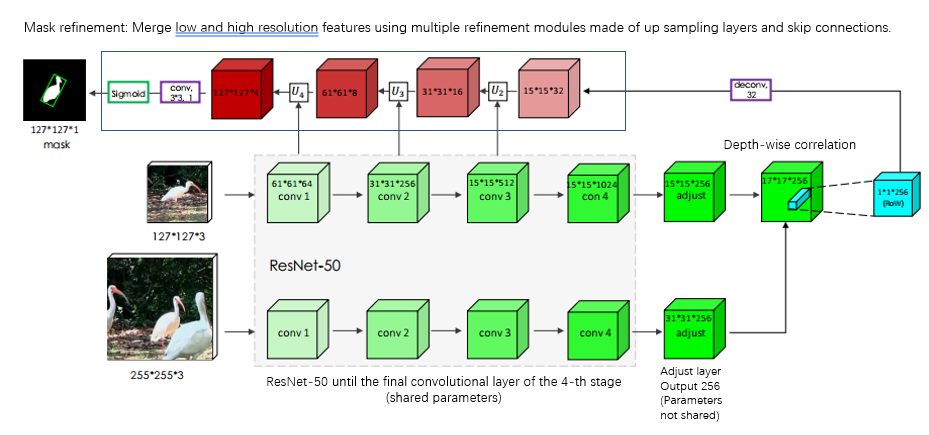 Mask refinement: Merge low and high resolution features using multiple refinement modules made of up sampling layers and skip connections.
Sigmoid
conv,
3*3, 1
127*127*4
U4
61*61*8
U3
31*31*16
U2
15*15*32
deconv,
32
127*127*1
mask
Depth-wise correlation
61*61*64
conv 1
31*31*256
conv 2
15*15*512
conv 3
15*15*1024
con 4
15*15*256
adjust
17*17*256
1*1*256
(RoW)
127*127*3
ResNet-50
conv 1
conv 2
conv 3
conv 4
31*31*256
adjust
255*255*3
ResNet-50 until the final convolutional layer of the 4-th stage
(shared parameters)
Adjust layer
Output 256
(Parameters
not shared)